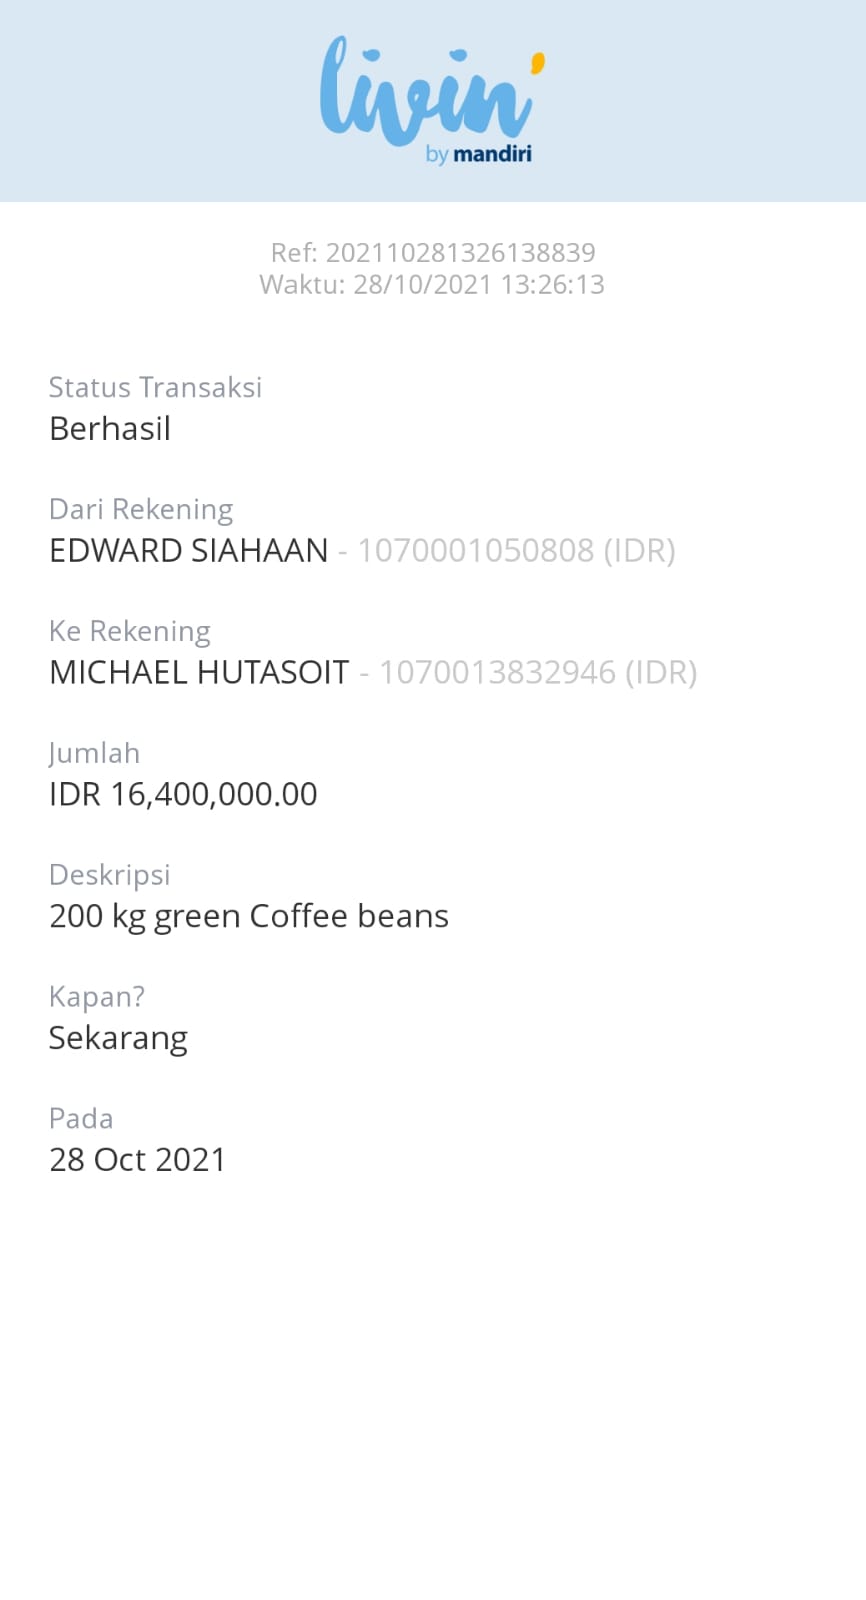 livin'
by mandiri
Ref: 202110281326138839
Waktu: 28/10/2021 13:26:13
Status Transaksi
Berhasil
Dari Rekening
EDWARD SIAHAAN - 1070001050808 (IDR)
Ke Rekening
MICHAEL HUTASOIT - 1070013832946 (IDR)
Jumlah
IDR 16,400,000.00
Deskripsi
200 kg green Coffee beans
Kapan?
Sekarang
Pada
28 Oct 2021